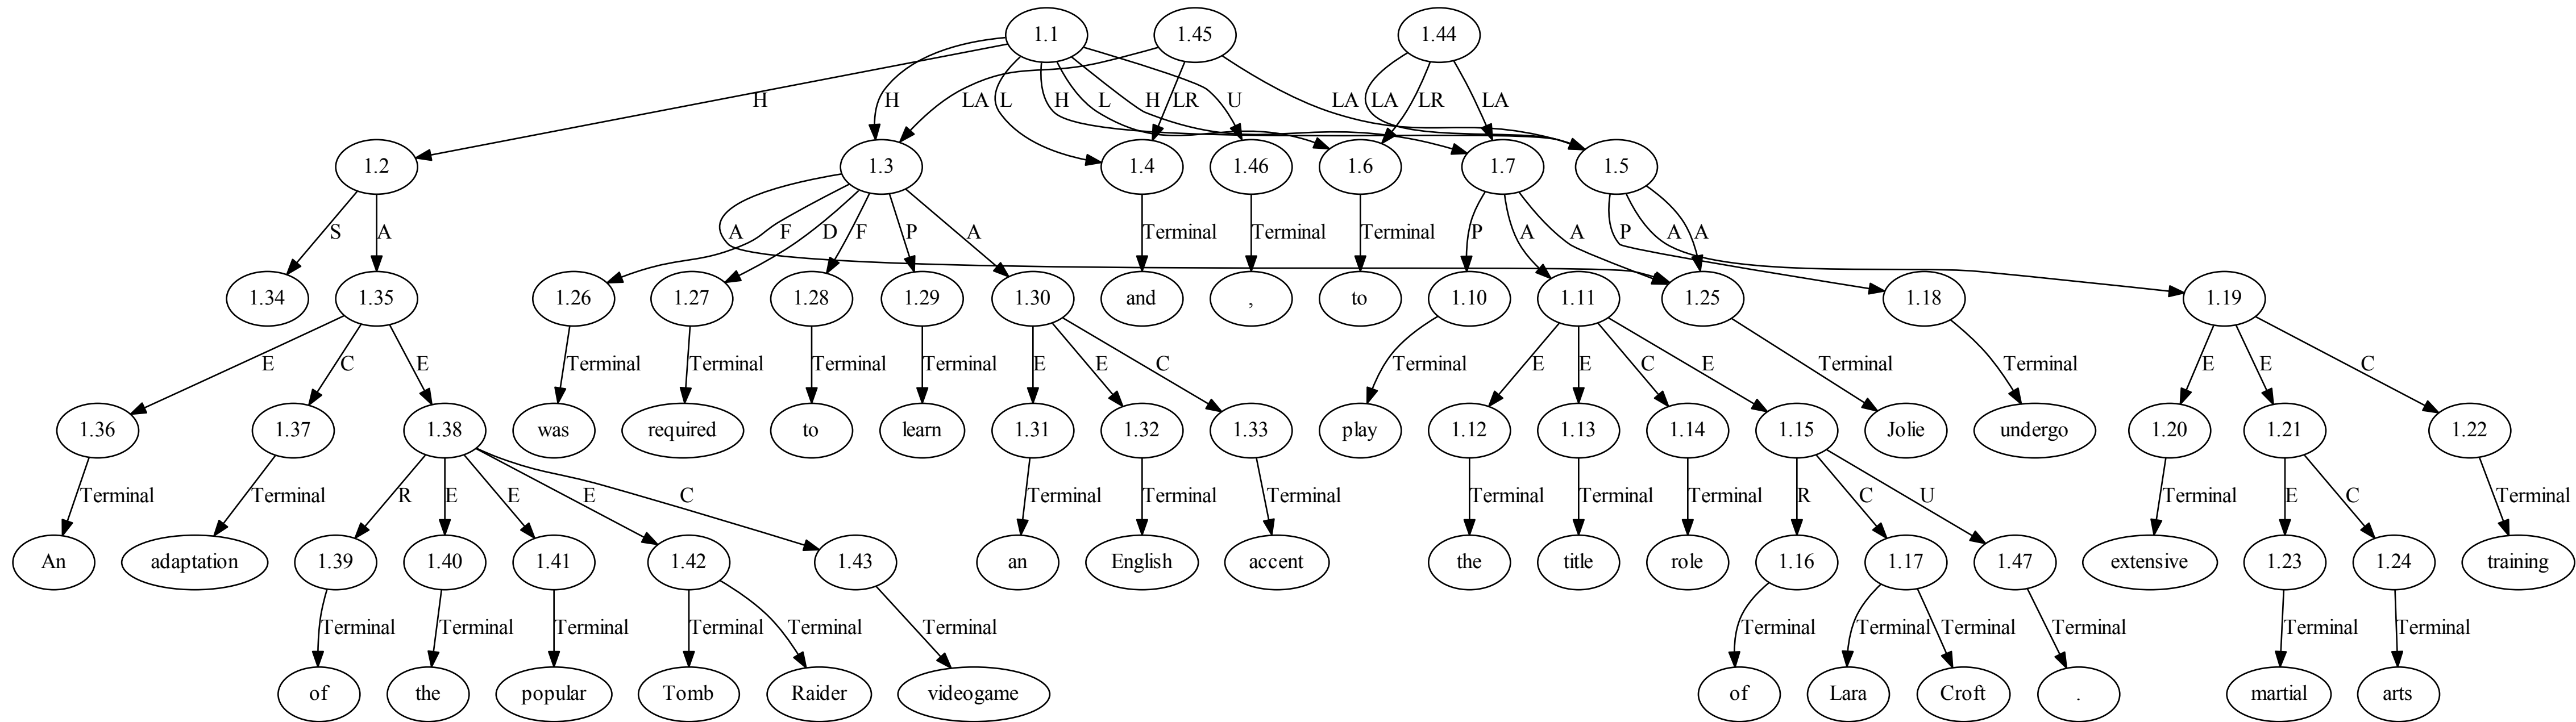 1.1 1.45 1.44
H H LA L H L H LR U LA LA LR LA
1.2 1.3 1.4 1.46 1.6 1.7 1.5
S A A F D F P A Terminal Terminal Terminal P A A P A A
1.34 1.35 1.26 1.27 1.28 1.29 1.30 and , to 1.10 1.11 1.25 1.18 1.19
E C E Terminal Terminal Terminal Terminal E E C Terminal E E C E Terminal Terminal E E C
1.36 1.37 1.38 was required to learn 1.31 1.32 1.33 play 1.12 1.13 1.14 1.15 Jolie undergo 1.20 1.21 1.22
Terminal Terminal R E E E C Terminal Terminal Terminal Terminal Terminal Terminal R C U Terminal E C Terminal
An adaptation 1.39 1.40 1.41 1.42 1.43 an English accent the title role 1.16 1.17 1.47 extensive 1.23 1.24 training
Terminal Terminal Terminal Terminal Terminal Terminal Terminal Terminal Terminal Terminal Terminal Terminal
of the popular Tomb Raider videogame of Lara Croft . martial arts